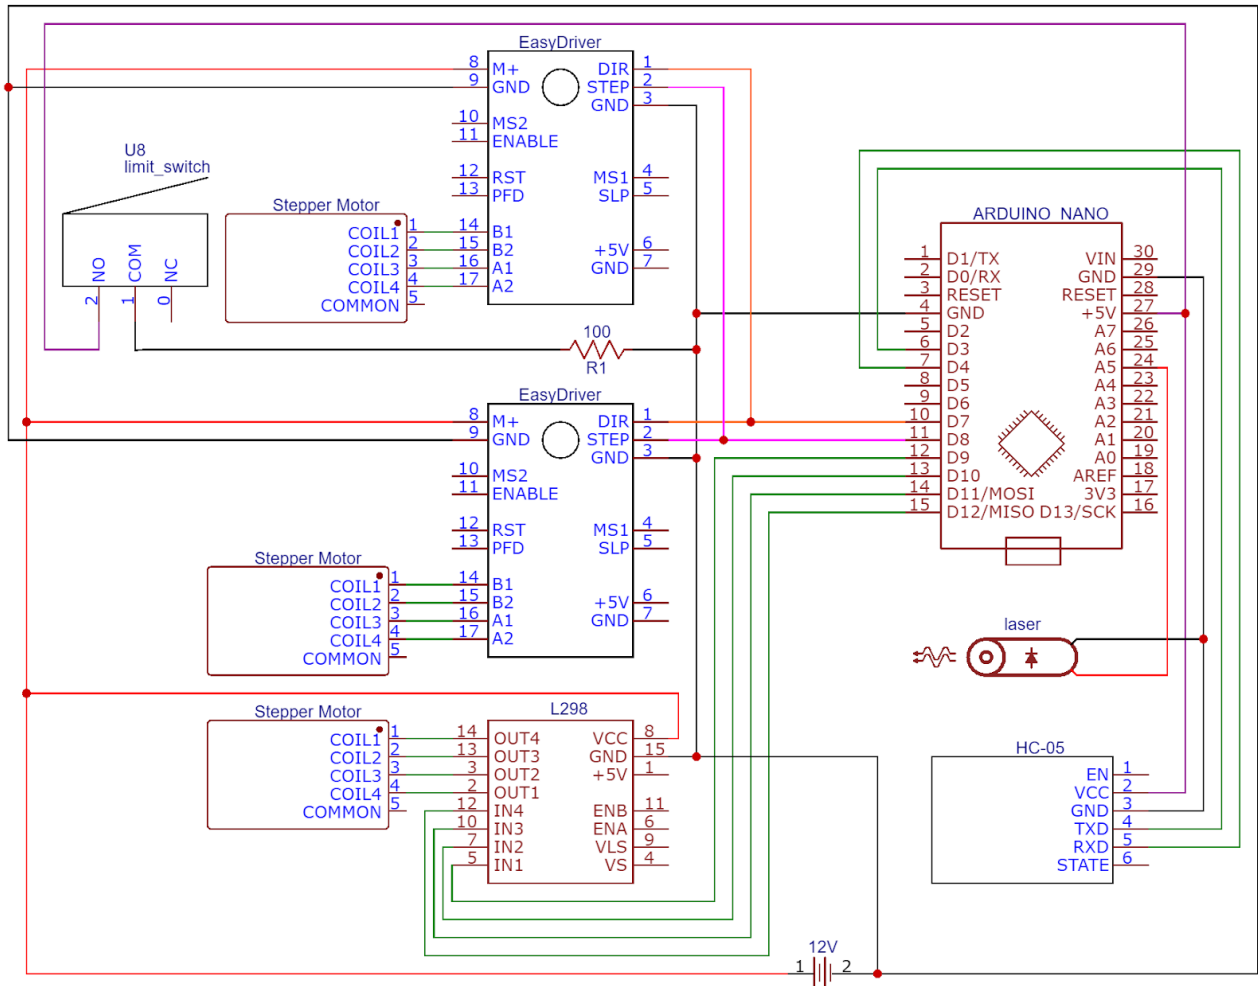 EasyDriver
8 M+ DIR 1
9 GND STEP 2
GND 3
10 MS2
11 ENABLE
12 RST MS1 4
13 PFD SLP 5
14 B1
15 B2 +5V 6
16 A1 GND 7
17 A2
U8
limit_switch
NO COM NC
2 1 0
Stepper Motor
COIL1 1
COIL2 2
COIL3 3
COIL4 4
COMMON 5
100
R1
ARDUINO NANO
1 D1/TX VIN 30
2 D0/RX GND 29
3 RESET RESET 28
4 GND +5V 27
5 D2 A7 26
6 D3 A6 25
7 D4 A5 24
8 D5 A4 23
9 D6 A3 22
10 D7 A2 21
11 D8 A1 20
12 D9 A0 19
13 D10 AREF 18
14 D11/MOSI 3V3 17
15 D12/MISO D13/SCK 16
EasyDriver
8 M+ DIR 1
9 GND STEP 2
GND 3
10 MS2
11 ENABLE
12 RST MS1 4
13 PFD SLP 5
14 B1
15 B2 +5V 6
16 A1 GND 7
17 A2
Stepper Motor
COIL1 1
COIL2 2
COIL3 3
COIL4 4
COMMON 5
laser
Stepper Motor
COIL1 1
COIL2 2
COIL3 3
COIL4 4
COMMON 5
L298
14 OUT4 VCC 8
13 OUT3 GND 15
3 OUT2 +5V 1
2 OUT1
12 IN4 ENB 11
10 IN3 ENA 6
7 IN2 VLS 9
5 IN1 VS 4
HC-05
EN 1
VCC 2
GND 3
TXD 4
RXD 5
STATE 6
12V
1 2